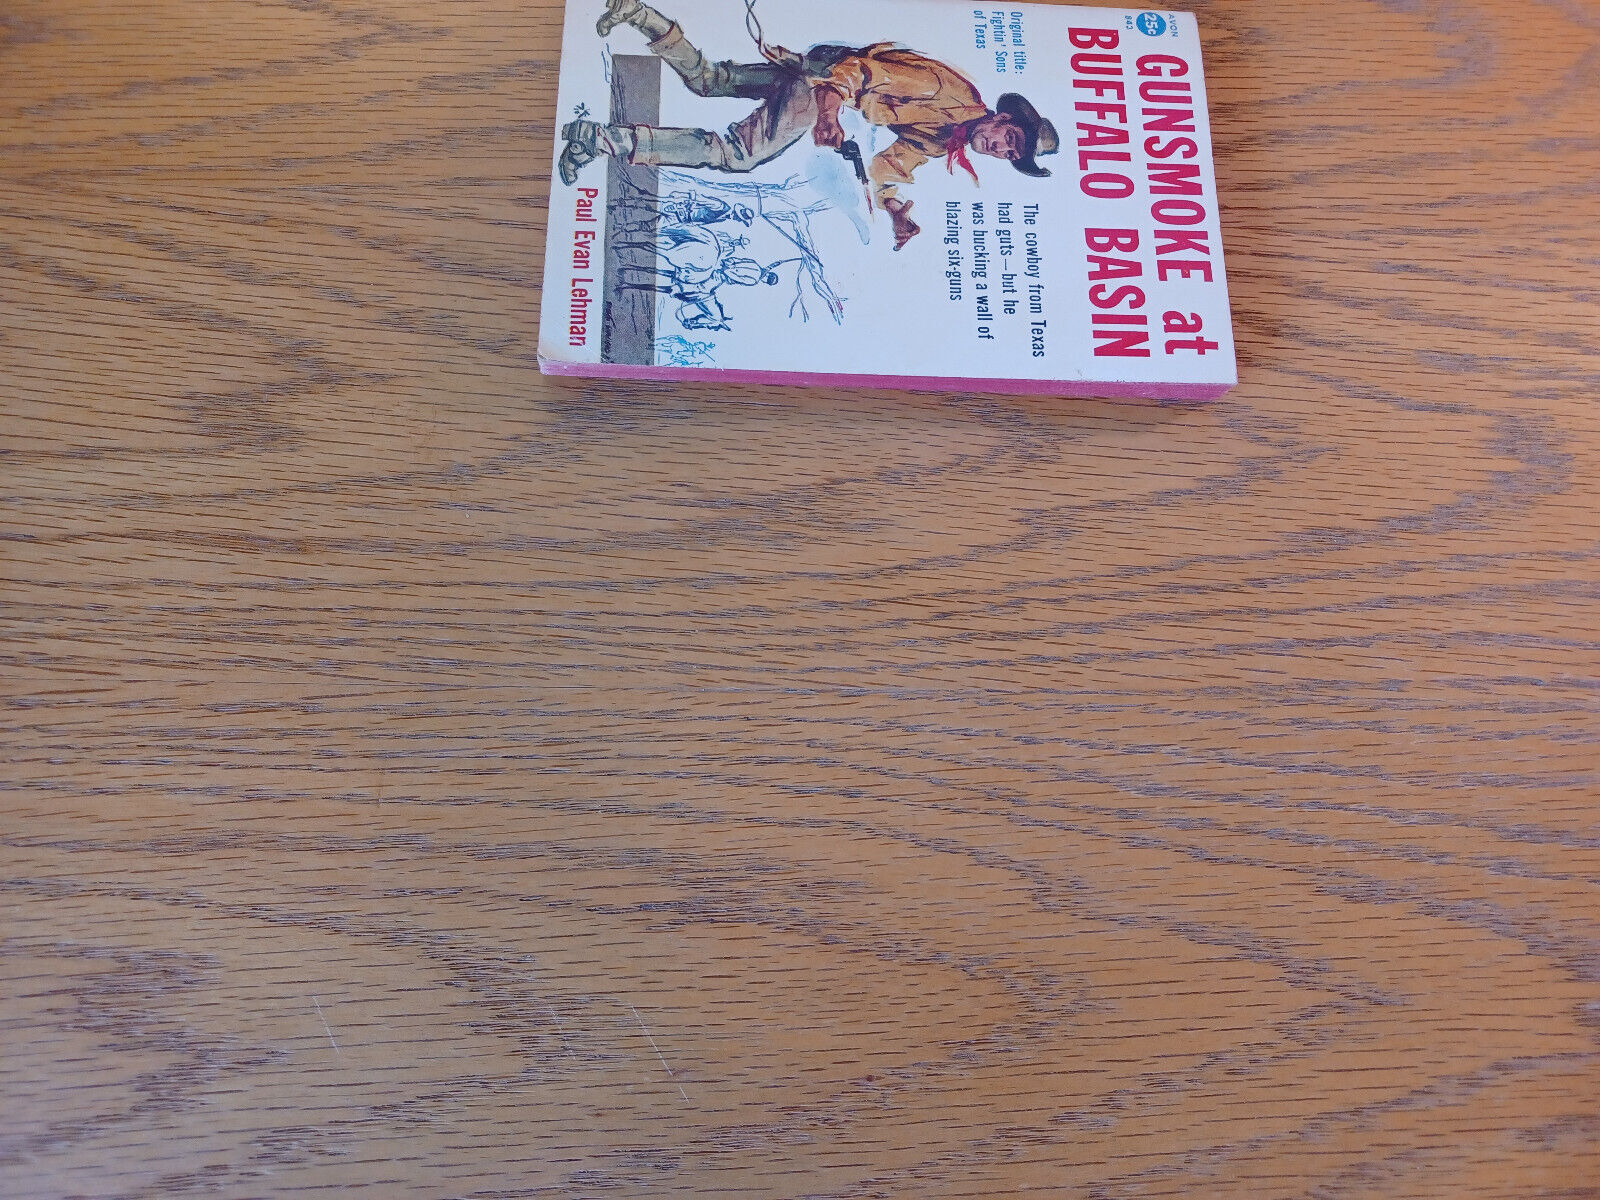 AVON
25c
843
GUNSMOKE at
BUFFALO BASIN
Original title:
Fightin' Sons
of Texas
The cowboy from Texas
had guts—but he
was bucking a wall of
blazing six-guns
Paul Evan Lehman